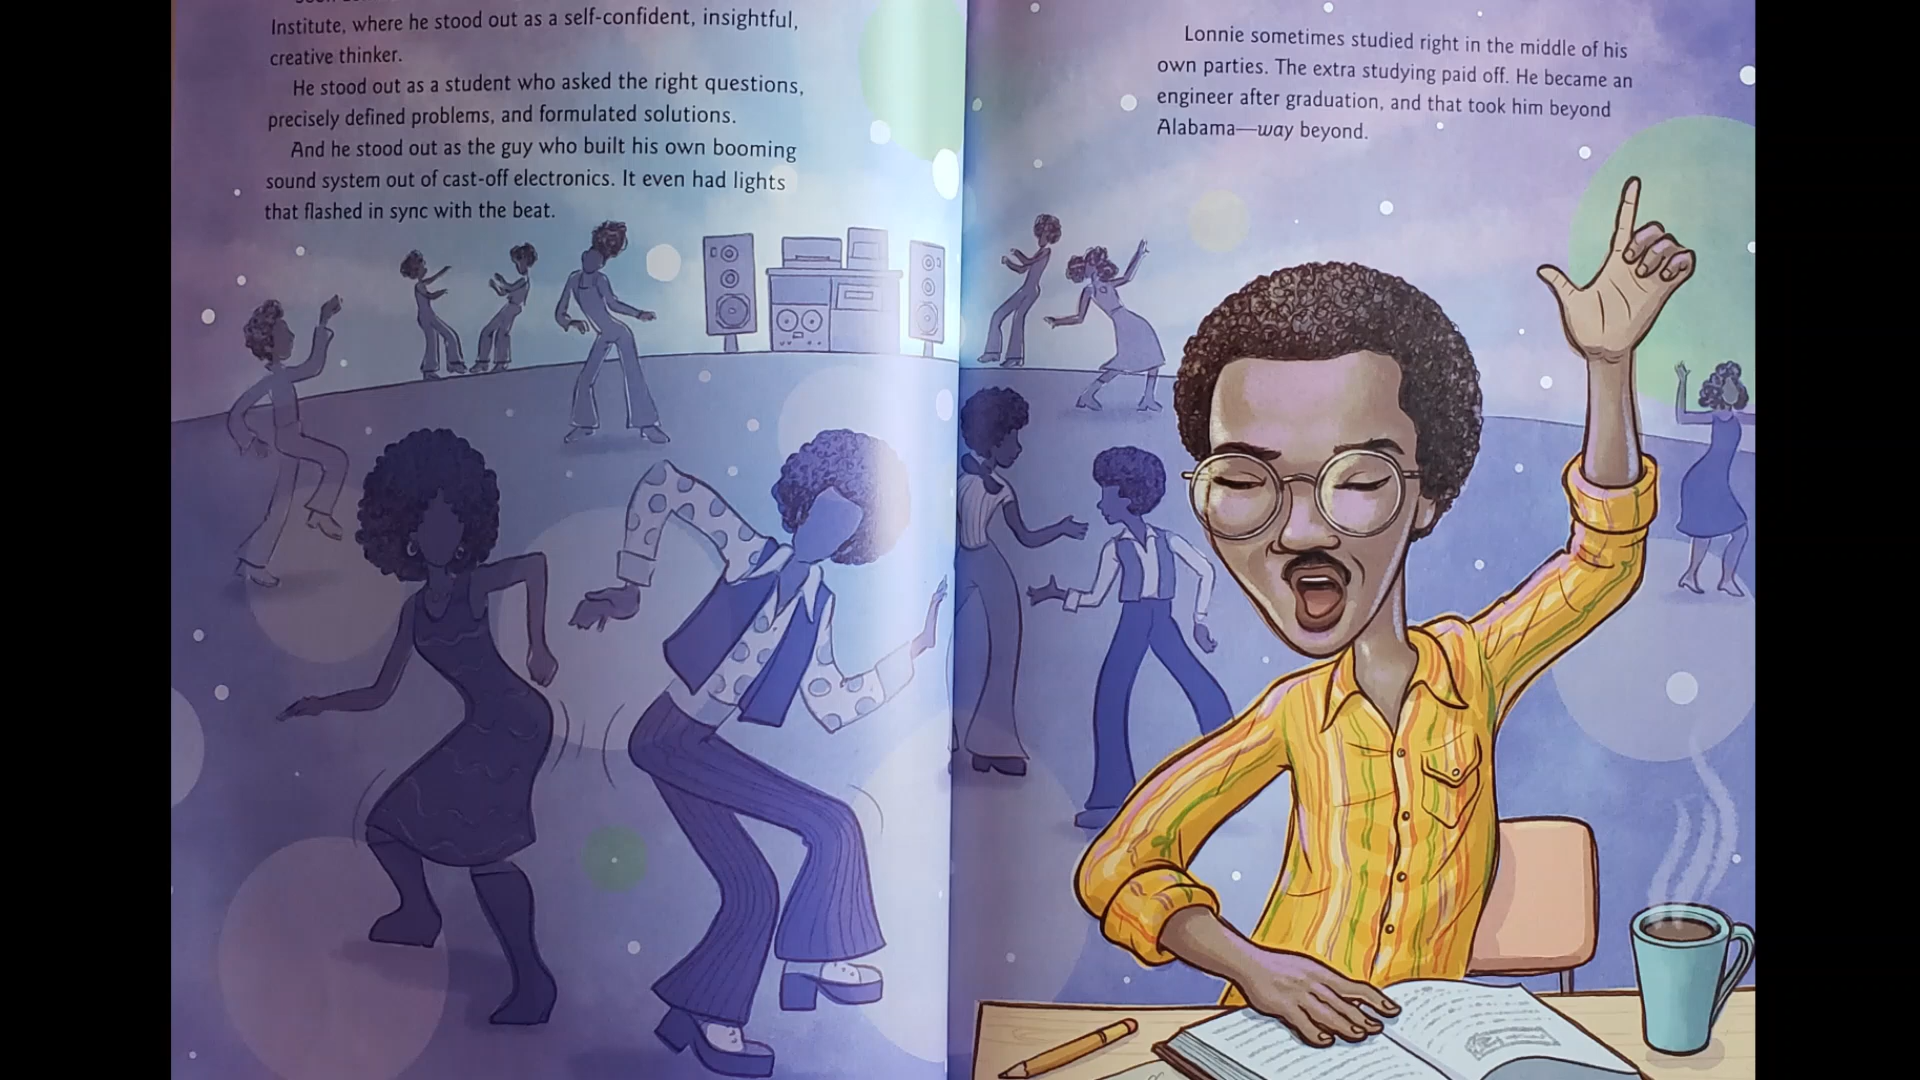 Institute, where he stood out as a self-confident, insightful,
creative thinker.
He stood out as a student who asked the right questions,
precisely defined problems, and formulated solutions.
And he stood out as the guy who built his own booming
sound system out of cast-off electronics. It even had lights
that flashed in sync with the beat.
Lonnie sometimes studied right in the middle of his
own parties. The extra studying paid off. He became an
engineer after graduation, and that took him beyond
Alabama—way beyond.